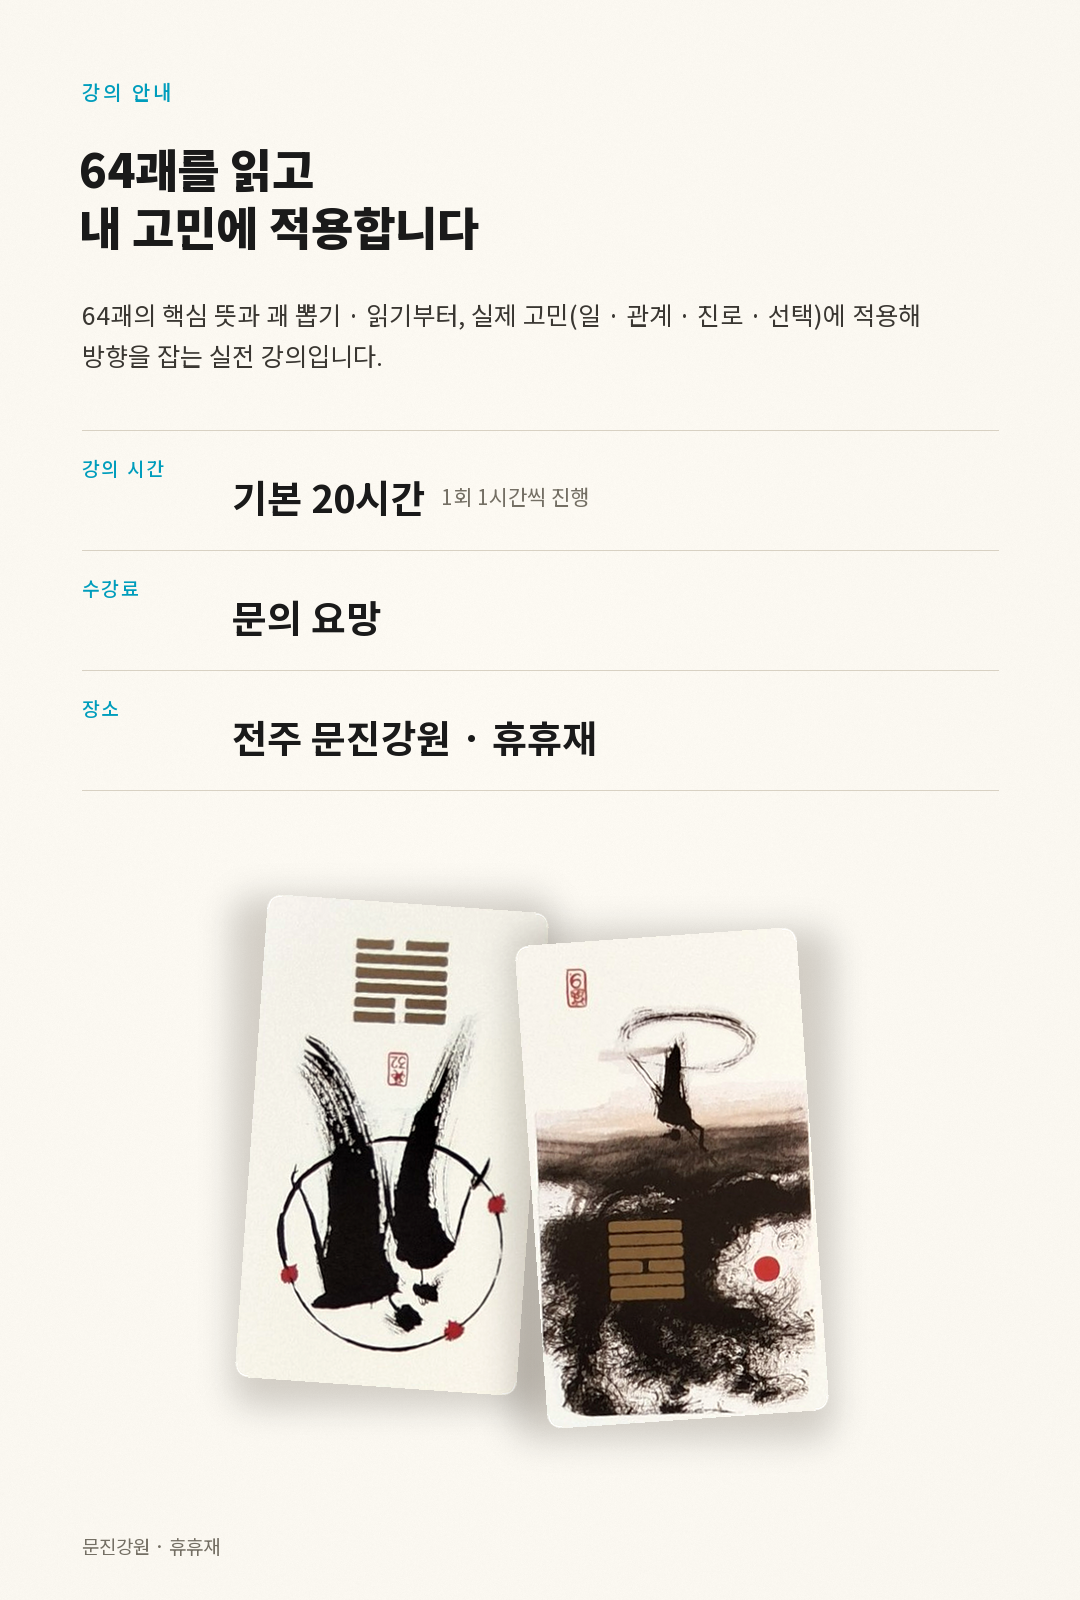 강의 안내
64괘를 읽고
내 고민에 적용합니다
64괘의 핵심 뜻과 괘 뽑기 · 읽기부터, 실제 고민(일 · 관계 · 진로 · 선택)에 적용해
방향을 잡는 실전 강의입니다.
강의 시간
기본 20시간 1회 1시간씩 진행
수강료
문의 요망
장소
전주 문진강원 · 휴휴재
문진강원 · 휴휴재